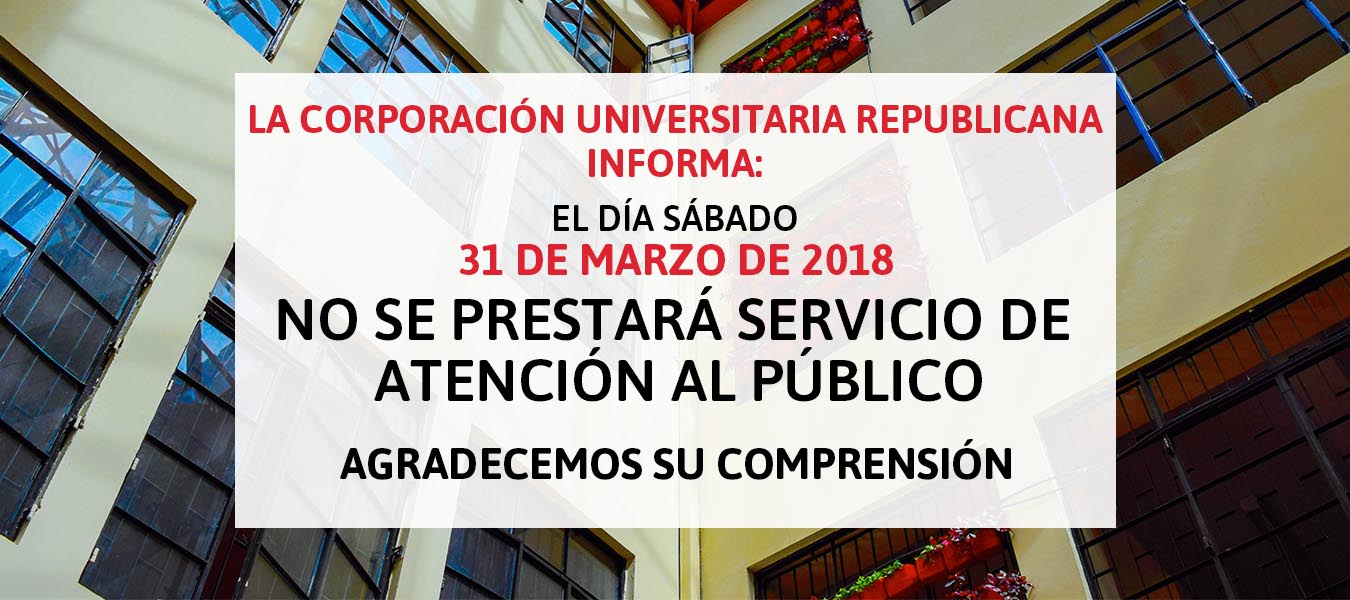 LA CORPORACIÓN UNIVERSITARIA REPUBLICANA
INFORMA:
EL DÍA SÁBADO
31 DE MARZO DE 2018
NO SE PRESTARÁ SERVICIO DE
ATENCIÓN AL PÚBLICO
AGRADECEMOS SU COMPRENSIÓN